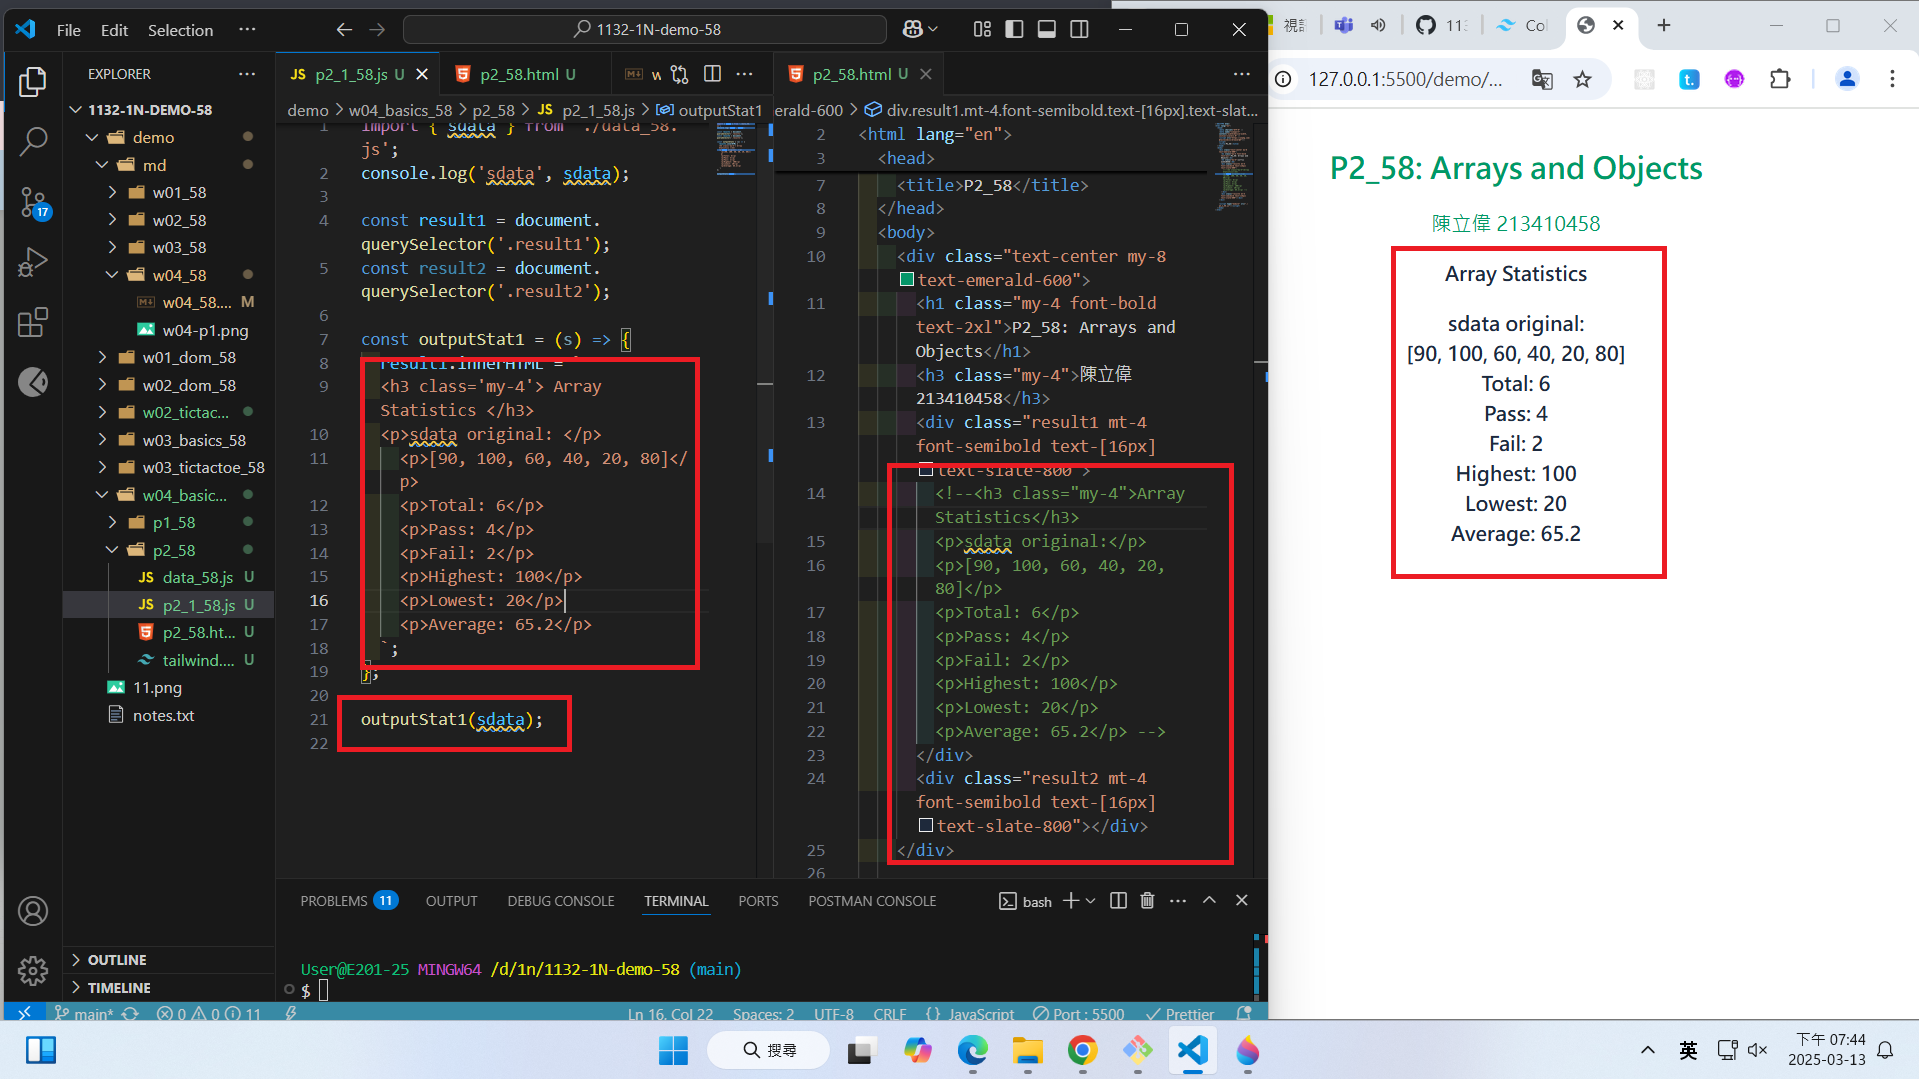 File Edit Selection ···
1132-1N-demo-58
EXPLORER
1132-1N-DEMO-58
demo
md
w01_58
w02_58
w03_58
w04_58
w04_58.... M
w04-p1.png
w01_dom_58
w02_dom_58
w02_tictac...
w03_basics_58
w03_tictactoe_58
w04_basic...
p1_58
p2_58
JS data_58.js U
JS p2_1_58.js U
p2_58.ht... U
tailwind.... U
11.png
notes.txt
OUTLINE
TIMELINE
JS p2_1_58.js U
p2_58.html U
w
demo > w04_basics_58 > p2_58 > JS p2_1_58.js > outputStat1
1 import { sdata } from './data_58.
js';
2 console.log('sdata', sdata);
3
4 const result1 = document.
querySelector('.result1');
5 const result2 = document.
querySelector('.result2');
6
7 const outputStat1 = (s) => {
8 result1.innerHTML = `
9 <h3 class='my-4'> Array
Statistics </h3>
10 <p>sdata original: </p>
11 <p>[90, 100, 60, 40, 20, 80]</
p>
12 <p>Total: 6</p>
13 <p>Pass: 4</p>
14 <p>Fail: 2</p>
15 <p>Highest: 100</p>
16 <p>Lowest: 20</p>
17 <p>Average: 65.2</p>
18 `;
19 };
20
21 outputStat1(sdata);
22
p2_58.html U
erald-600 > div.result1.mt-4.font-semibold.text-[16px].text-slat...
2 <html lang="en">
3 <head>
7 <title>P2_58</title>
8 </head>
9 <body>
10 <div class="text-center my-8
text-emerald-600">
11 <h1 class="my-4 font-bold
text-2xl">P2_58: Arrays and
Objects</h1>
12 <h3 class="my-4">陳立偉
213410458</h3>
13 <div class="result1 mt-4
font-semibold text-[16px]
text-slate-800">
14 <!--<h3 class="my-4">Array
Statistics</h3>
15 <p>sdata original:</p>
16 <p>[90, 100, 60, 40, 20,
80]</p>
17 <p>Total: 6</p>
18 <p>Pass: 4</p>
19 <p>Fail: 2</p>
20 <p>Highest: 100</p>
21 <p>Lowest: 20</p>
22 <p>Average: 65.2</p> -->
23 </div>
24 <div class="result2 mt-4
font-semibold text-[16px]
text-slate-800"></div>
25 </div>
26
PROBLEMS 11 OUTPUT DEBUG CONSOLE TERMINAL PORTS POSTMAN CONSOLE
bash
User@E201-25 MINGW64 /d/1n/1132-1N-demo-58 (main)
$
17
main* 0 0 11
Ln 16, Col 22 Spaces: 2 UTF-8 CRLF {} JavaScript Port : 5500 Prettier
Col
127.0.0.1:5500/demo/...
P2_58: Arrays and Objects
陳立偉 213410458
Array Statistics
sdata original:
[90, 100, 60, 40, 20, 80]
Total: 6
Pass: 4
Fail: 2
Highest: 100
Lowest: 20
Average: 65.2
搜尋
英
下午 07:44
2025-03-13